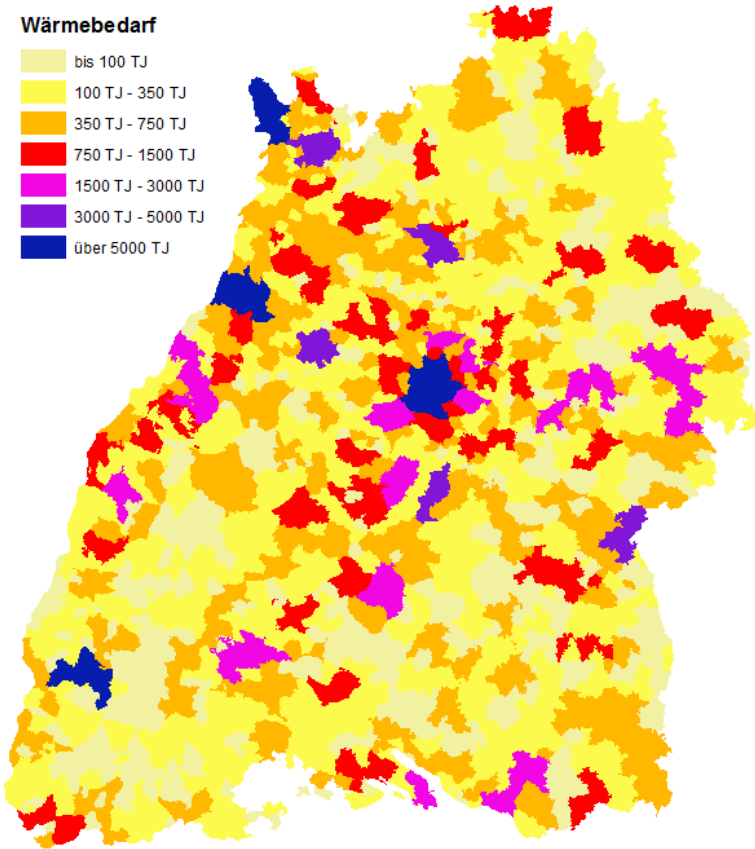 Wärmebedarf
bis 100 TJ
100 TJ - 350 TJ
350 TJ - 750 TJ
750 TJ - 1500 TJ
1500 TJ - 3000 TJ
3000 TJ - 5000 TJ
über 5000 TJ